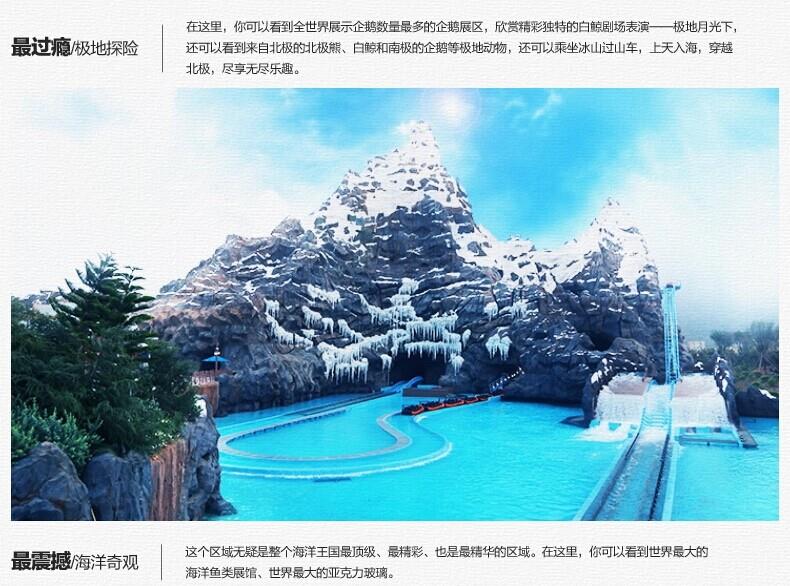 最过瘾/极地探险
在这里，你可以看到全世界展示企鹅数量最多的企鹅展区，欣赏精彩独特的白鲸剧场表演——极地月光下，
还可以看到来自北极的北极熊、白鲸和南极的企鹅等极地动物，还可以乘坐冰山过山车，上天入海，穿越
北极，尽享无尽乐趣。
最震撼/海洋奇观
这个区域无疑是整个海洋王国最顶级、最精彩、也是最精华的区域。在这里，你可以看到世界最大的
海洋鱼类展馆、世界最大的亚克力玻璃。